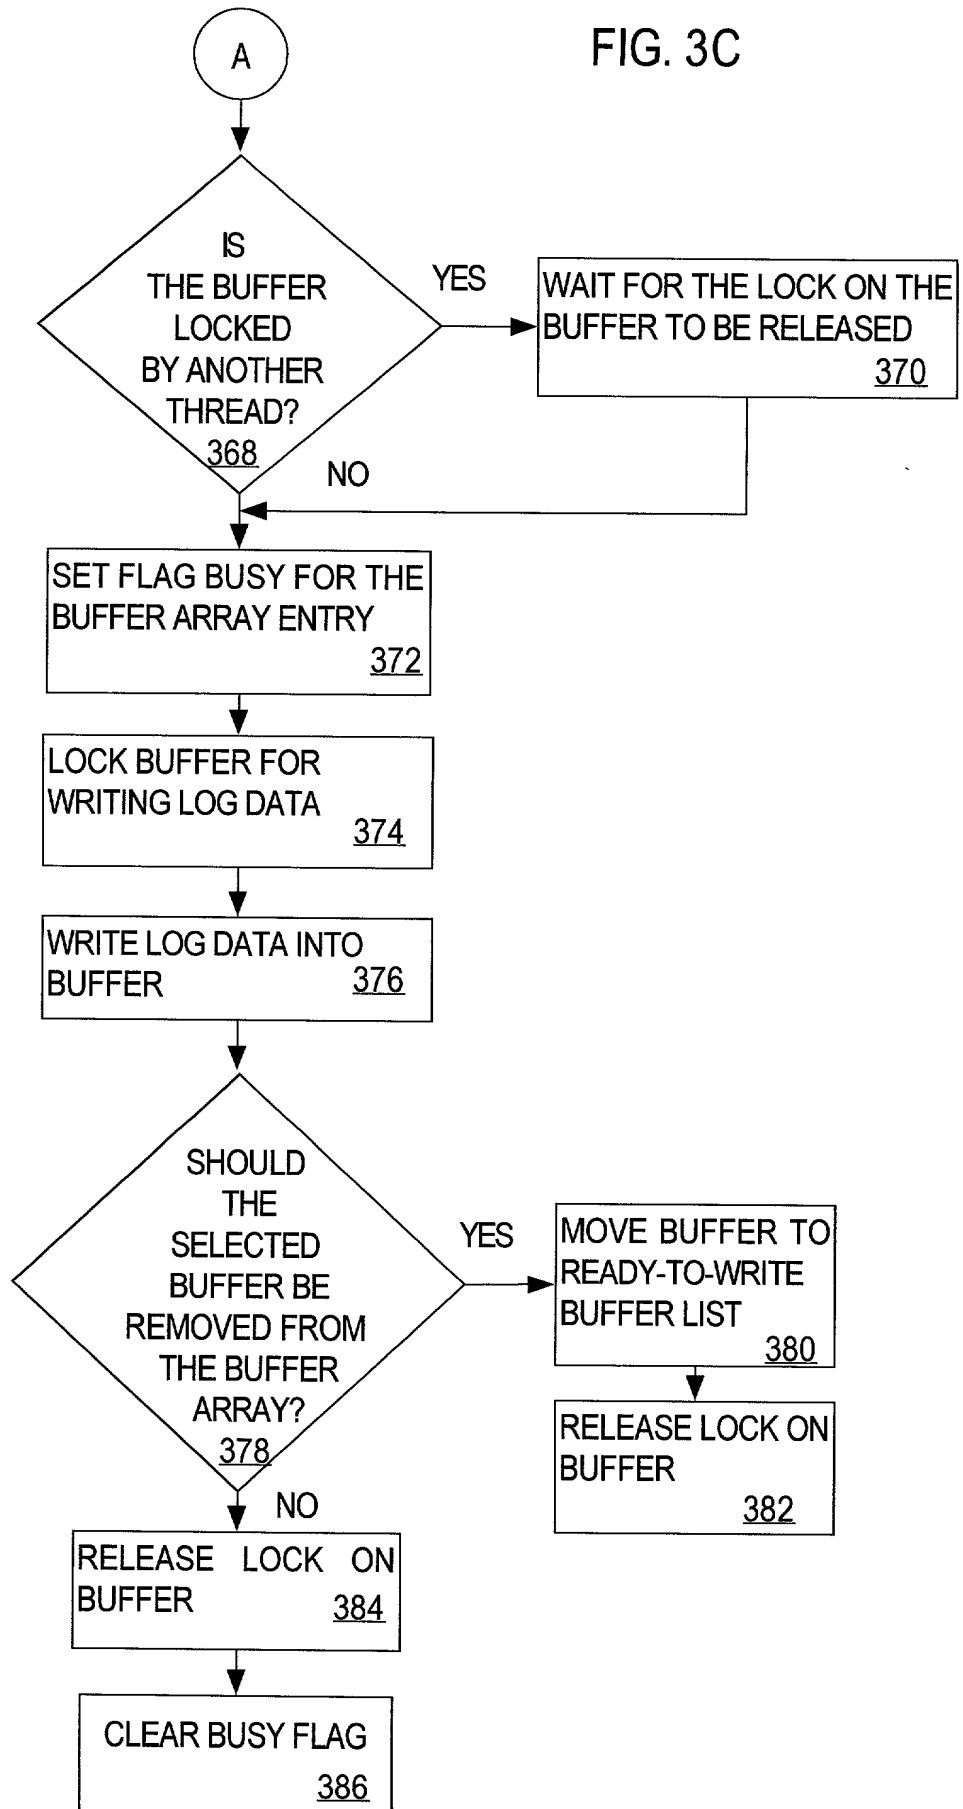 FIG. 3C
A
IS
THE BUFFER
LOCKED
BY ANOTHER
THREAD?
368
YES
WAIT FOR THE LOCK ON THE
BUFFER TO BE RELEASED
370
NO
SET FLAG BUSY FOR THE
BUFFER ARRAY ENTRY
372
LOCK BUFFER FOR
WRITING LOG DATA
374
WRITE LOG DATA INTO
BUFFER 376
SHOULD
THE
SELECTED
BUFFER BE
REMOVED FROM
THE BUFFER
ARRAY?
378
YES
MOVE BUFFER TO
READY-TO-WRITE
BUFFER LIST
380
RELEASE LOCK ON
BUFFER
382
NO
RELEASE LOCK ON
BUFFER 384
CLEAR BUSY FLAG
386